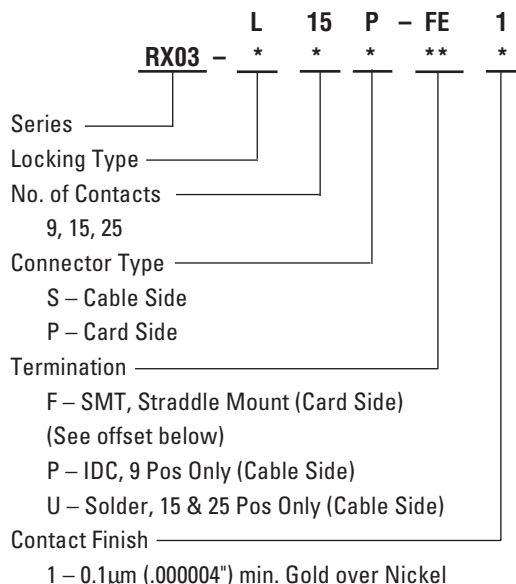 L 15 P – FE 1
RX03 – * * * ** *
Series
Locking Type
No. of Contacts
9, 15, 25
Connector Type
S – Cable Side
P – Card Side
Termination
F – SMT, Straddle Mount (Card Side)
(See offset below)
P – IDC, 9 Pos Only (Cable Side)
U – Solder, 15 & 25 Pos Only (Cable Side)
Contact Finish
1 – 0.1µm (.000004") min. Gold over Nickel